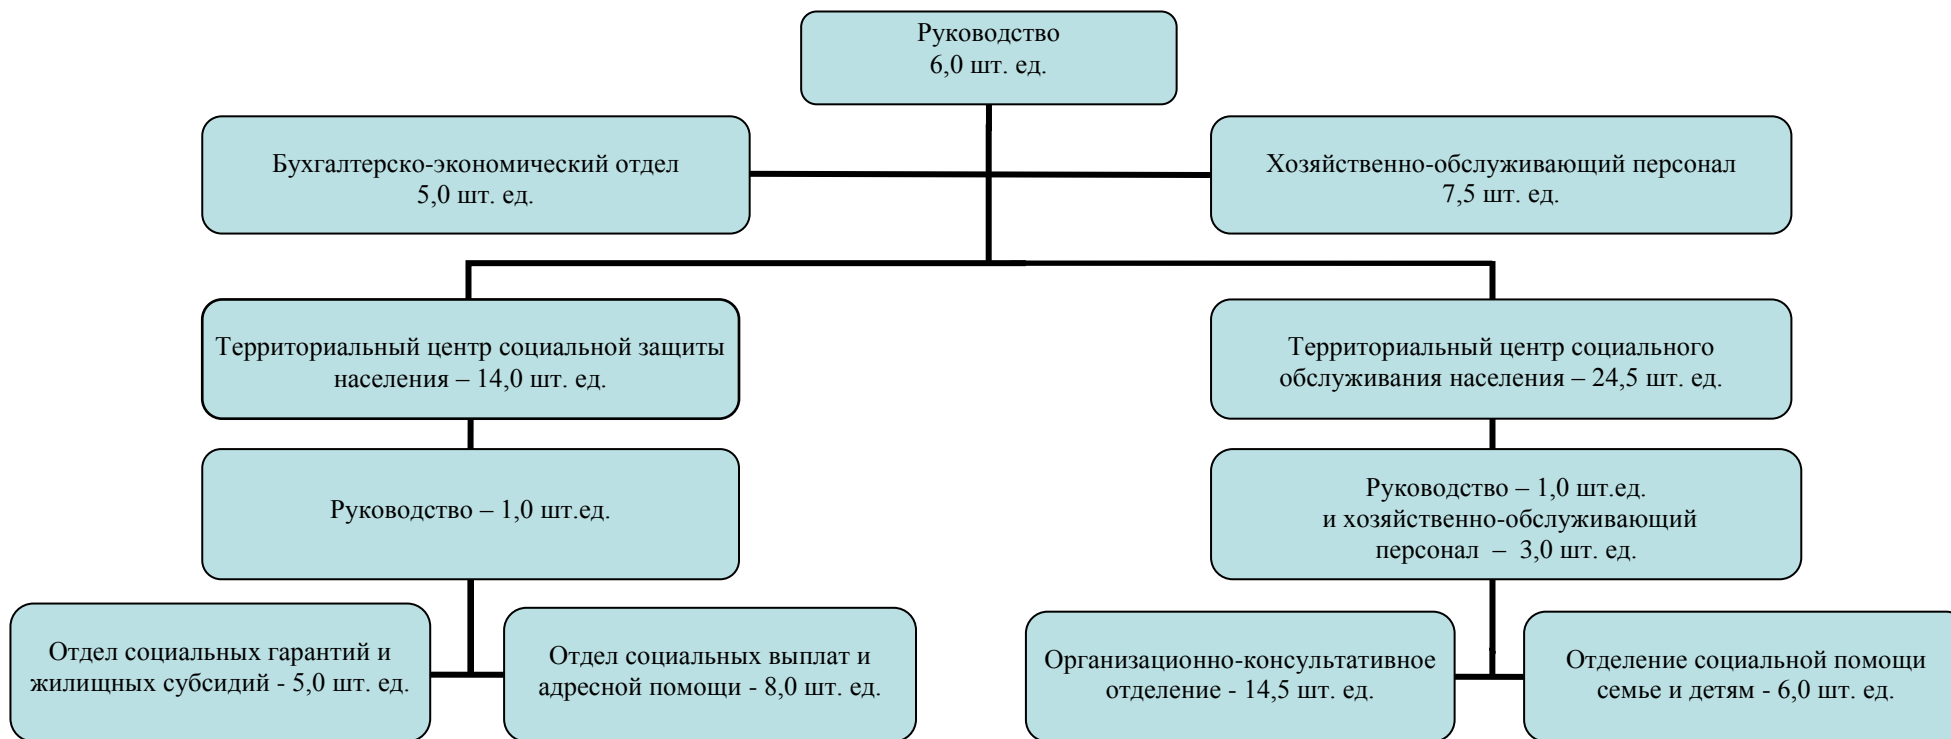 Руководство
6,0 шт. ед.
Бухгалтерско-экономический отдел
5,0 шт. ед.
Хозяйственно-обслуживающий персонал
7,5 шт. ед.
Территориальный центр социальной защиты
населения – 14,0 шт. ед.
Территориальный центр социального
обслуживания населения – 24,5 шт. ед.
Руководство – 1,0 шт.ед.
Руководство – 1,0 шт.ед.
и хозяйственно-обслуживающий
персонал – 3,0 шт. ед.
Отдел социальных гарантий и
жилищных субсидий - 5,0 шт. ед.
Отдел социальных выплат и
адресной помощи - 8,0 шт. ед.
Организационно-консультативное
отделение - 14,5 шт. ед.
Отделение социальной помощи
семье и детям - 6,0 шт. ед.